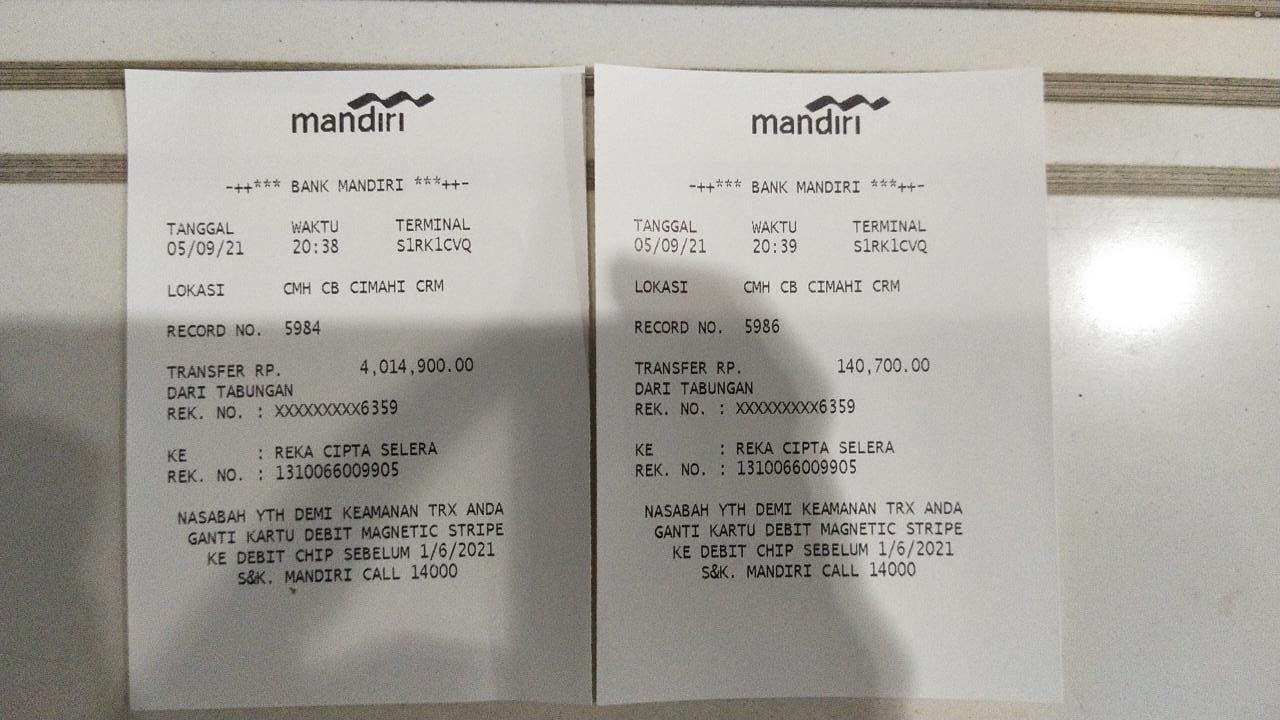 mandiri
-++*** BANK MANDIRI ***++-
TANGGAL WAKTU TERMINAL
05/09/21 20:38 S1RK1CVQ
LOKASI CMH CB CIMAHI CRM
RECORD NO. 5984
TRANSFER RP. 4,014,900.00
DARI TABUNGAN
REK. NO. : XXXXXXXXX6359
KE : REKA CIPTA SELERA
REK. NO. : 1310066009905
NASABAH YTH DEMI KEAMANAN TRX ANDA
GANTI KARTU DEBIT MAGNETIC STRIPE
KE DEBIT CHIP SEBELUM 1/6/2021
S&K. MANDIRI CALL 14000
mandiri
-++*** BANK MANDIRI ***++-
TANGGAL WAKTU TERMINAL
05/09/21 20:39 S1RK1CVQ
LOKASI CMH CB CIMAHI CRM
RECORD NO. 5986
TRANSFER RP. 140,700.00
DARI TABUNGAN
REK. NO. : XXXXXXXXX6359
KE : REKA CIPTA SELERA
REK. NO. : 1310066009905
NASABAH YTH DEMI KEAMANAN TRX ANDA
GANTI KARTU DEBIT MAGNETIC STRIPE
KE DEBIT CHIP SEBELUM 1/6/2021
S&K. MANDIRI CALL 14000